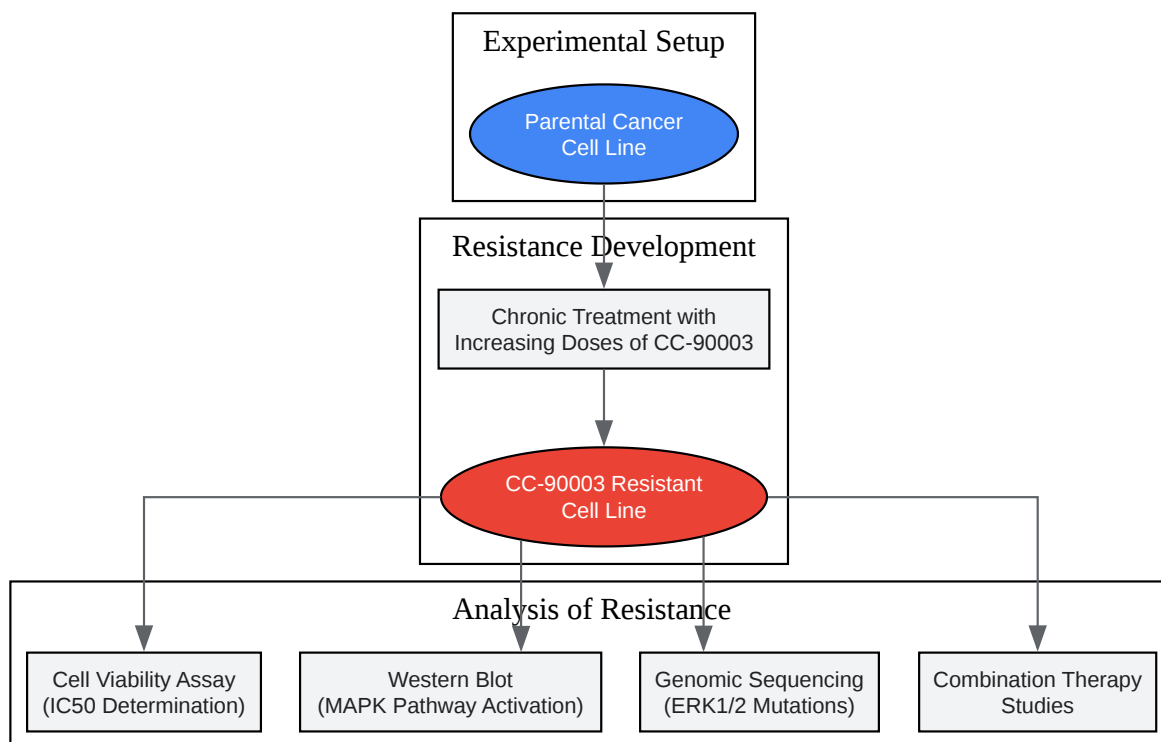 Experimental Setup
Parental Cancer
Cell Line
Resistance Development
Chronic Treatment with
Increasing Doses of CC-90003
CC-90003 Resistant
Cell Line
Analysis of Resistance
Cell Viability Assay
(IC50 Determination)
Western Blot
(MAPK Pathway Activation)
Genomic Sequencing
(ERK1/2 Mutations)
Combination Therapy
Studies